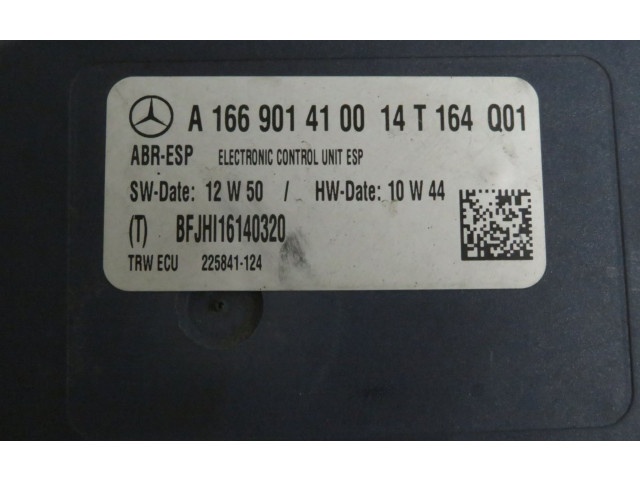 A 166 901 41 00 14 T 164 Q01
ABR-ESP ELECTRONIC CONTROL UNIT ESP
SW-Date: 12 W 50 / HW-Date: 10 W 44
(T) BFJHI16140320
TRW ECU 225841-124